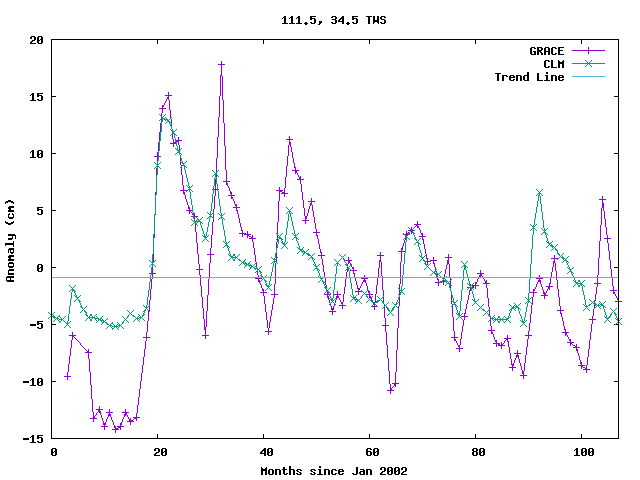 111.5, 34.5 TWS
GRACE
CLM
Trend Line
20
15
10
5
0
-5
-10
-15
Anomaly (cm)
0 20 40 60 80 100
Months since Jan 2002